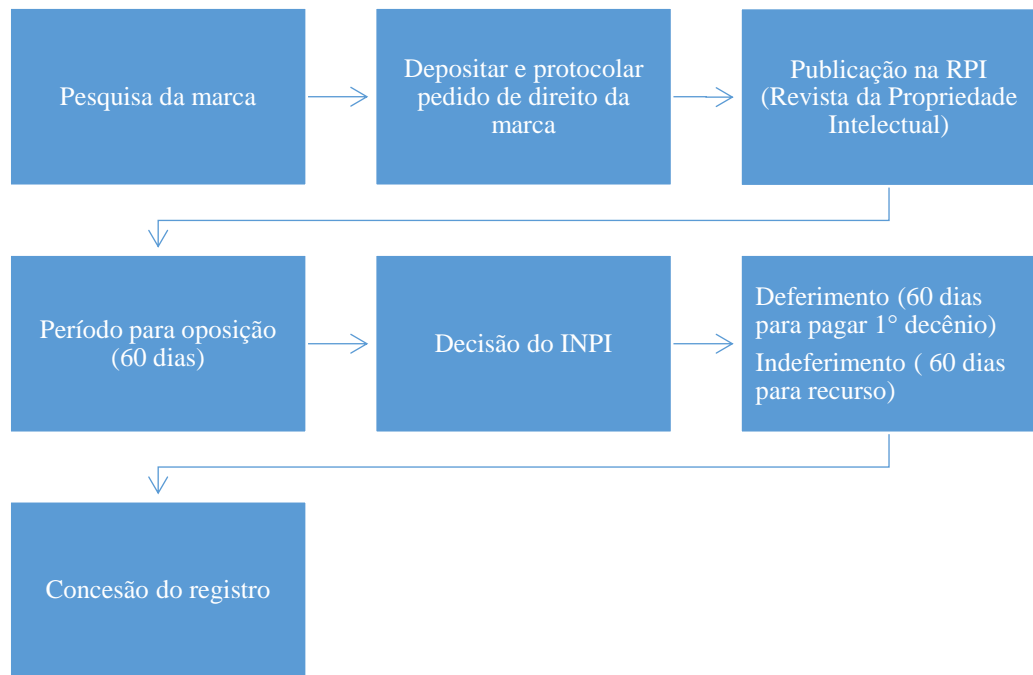 Pesquisa da marca
Depositar e protocolar
pedido de direito da
marca
Publicação na RPI
(Revista da Propriedade
Intelectual)
Período para oposição
(60 dias)
Decisão do INPI
Deferimento (60 dias
para pagar 1° decênio)
Indeferimento ( 60 dias
para recurso)
Concesão do registro